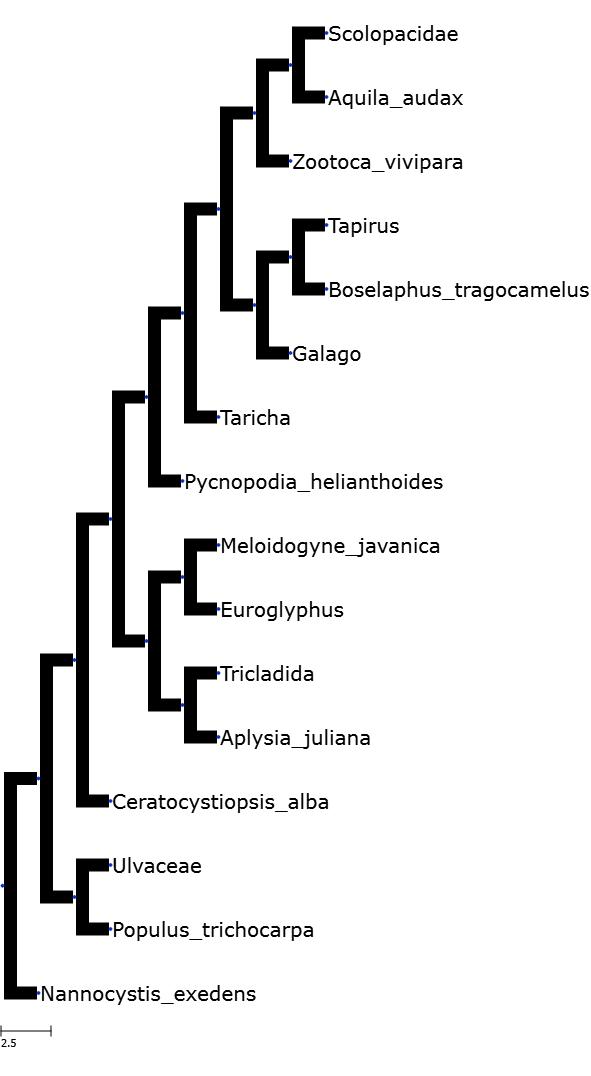 Scolopacidae
Aquila_audax
Zootoca_vivipara
Tapirus
Boselaphus_tragocamelus
Galago
Taricha
Pycnopodia_helianthoides
Meloidogyne_javanica
Euroglyphus
Tricladida
Aplysia_juliana
Ceratocystiopsis_alba
Ulvaceae
Populus_trichocarpa
Nannocystis_exedens
2.5